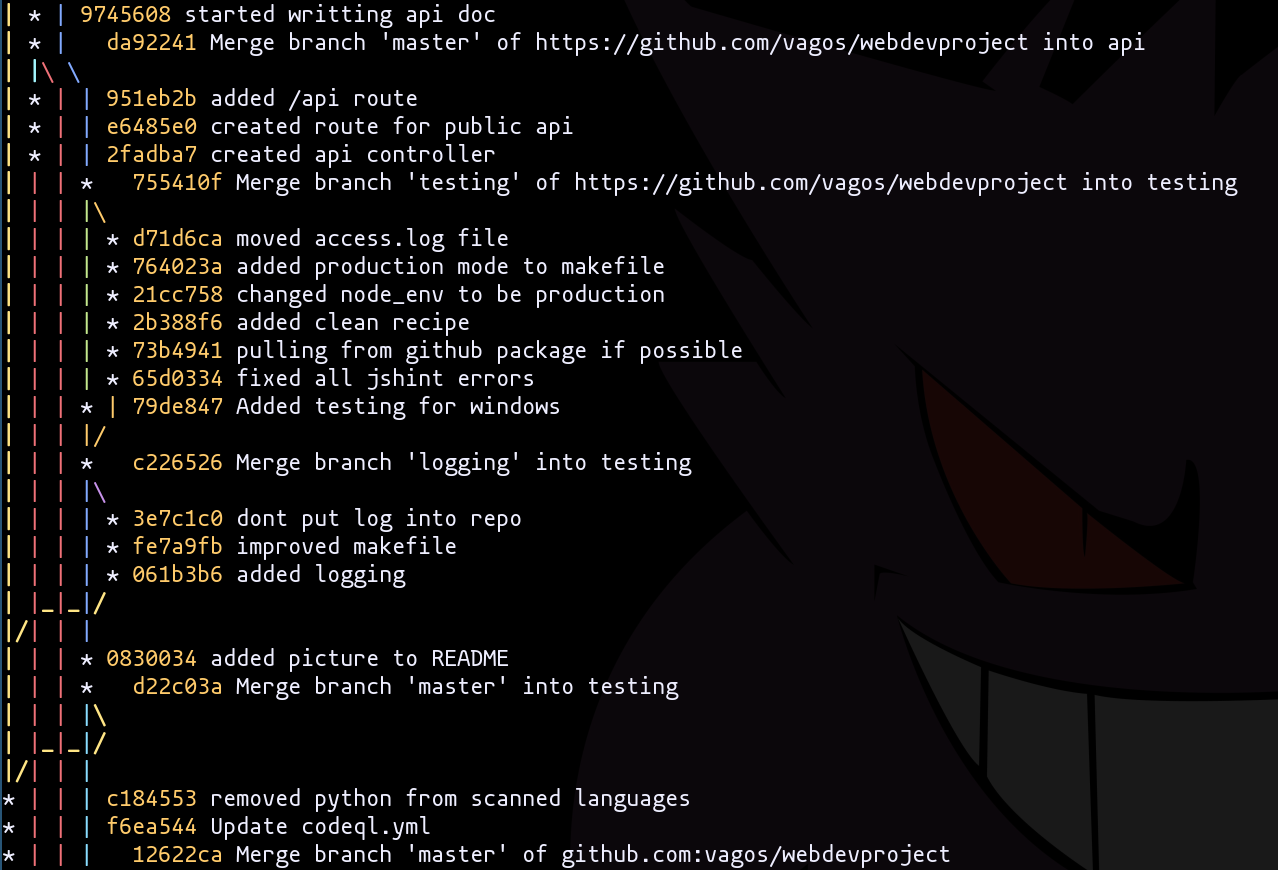 | * | 9745608 started writting api doc
| * |   da92241 Merge branch 'master' of https://github.com/vagos/webdevproject into api
| |\ \
| * | | 951eb2b added /api route
| * | | e6485e0 created route for public api
| * | | 2fadba7 created api controller
| | | *   755410f Merge branch 'testing' of https://github.com/vagos/webdevproject into testing
| | | |\
| | | | * d71d6ca moved access.log file
| | | | * 764023a added production mode to makefile
| | | | * 21cc758 changed node_env to be production
| | | | * 2b388f6 added clean recipe
| | | | * 73b4941 pulling from github package if possible
| | | | * 65d0334 fixed all jshint errors
| | | * | 79de847 Added testing for windows
| | | |/
| | | *   c226526 Merge branch 'logging' into testing
| | | |\
| | | | * 3e7c1c0 dont put log into repo
| | | | * fe7a9fb improved makefile
| | | | * 061b3b6 added logging
| |_|_|/
|/| | |
| | | * 0830034 added picture to README
| | | *   d22c03a Merge branch 'master' into testing
| | | |\
| |_|_|/
|/| | |
* | | | c184553 removed python from scanned languages
* | | | f6ea544 Update codeql.yml
* | | |   12622ca Merge branch 'master' of github.com:vagos/webdevproject